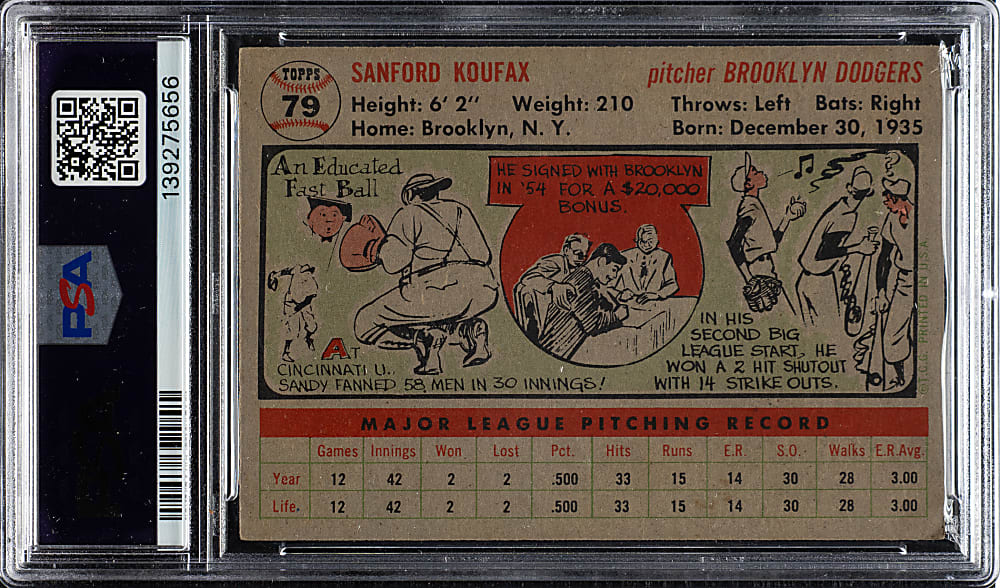 TOPPS
79
SANFORD KOUFAX
pitcher BROOKLYN DODGERS
Height: 6' 2" Weight: 210 Throws: Left Bats: Right
Home: Brooklyn, N. Y. Born: December 30, 1935
An Educated
Fast Ball
HE SIGNED WITH BROOKLYN
IN '54 FOR A $20,000
BONUS.
AT
CINCINNATI U..
SANDY FANNED 58 MEN IN 30 INNINGS!
IN HIS
SECOND BIG
LEAGUE START, HE
WON A 2 HIT SHUTOUT
WITH 14 STRIKE OUTS.
©T.C.G. PRINTED IN U.S.A.
MAJOR LEAGUE PITCHING RECORD
Games Innings Won Lost Pct. Hits Runs E.R. S.O. Walks E.R.Avg.
Year 12 42 2 2 .500 33 15 14 30 28 3.00
Life. 12 42 2 2 .500 33 15 14 30 28 3.00
139275656
PSA
139275656